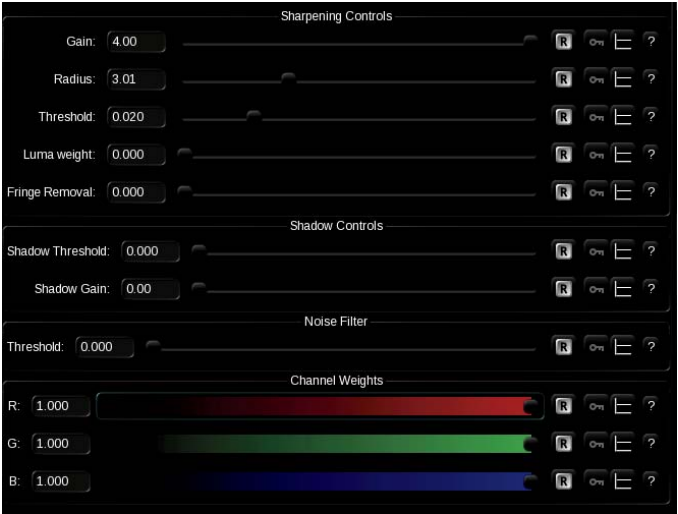 Sharpening Controls
Gain: 4.00 R ?
Radius: 3.01 R ?
Threshold: 0.020 R ?
Luma weight: 0.000 R ?
Fringe Removal: 0.000 R ?
Shadow Controls
Shadow Threshold: 0.000 R ?
Shadow Gain: 0.00 R ?
Noise Filter
Threshold: 0.000 R ?
Channel Weights
R: 1.000 R ?
G: 1.000 R ?
B: 1.000 R ?